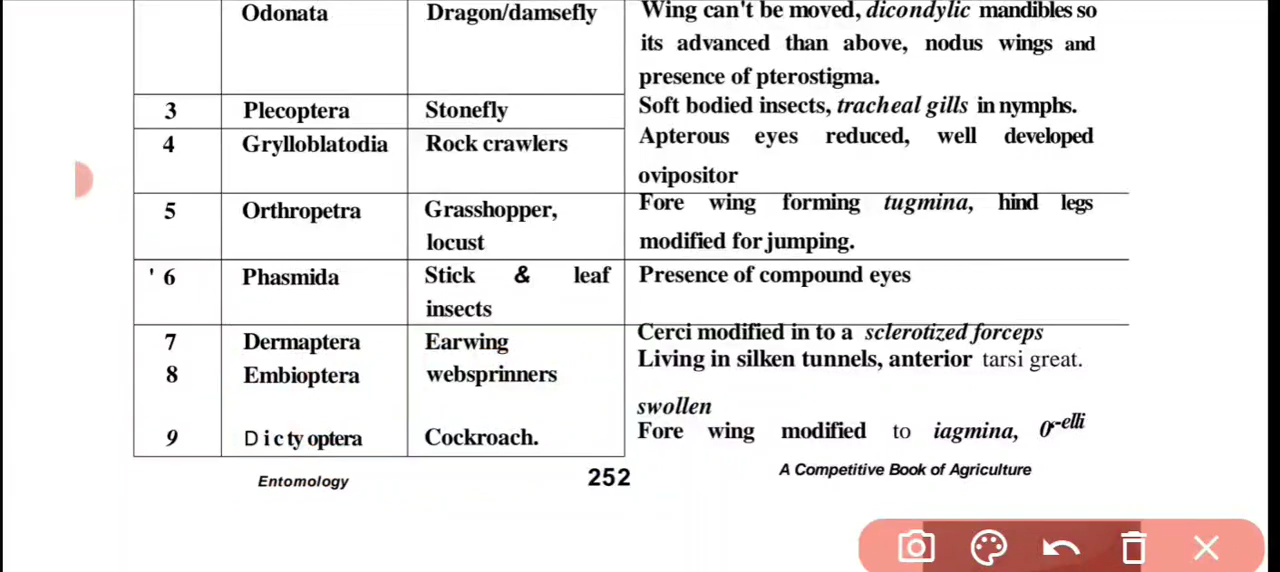 Odonata Dragon/damsefly Wing can't be moved, dicondylic mandibles so
its advanced than above, nodus wings and
presence of pterostigma.
3 Plecoptera Stonefly Soft bodied insects, tracheal gills in nymphs.
4 Grylloblatodia Rock crawlers Apterous eyes reduced, well developed
ovipositor
5 Orthropetra Grasshopper, Fore wing forming tugmina, hind legs
locust modified for jumping.
' 6 Phasmida Stick & leaf Presence of compound eyes
insects
7 Dermaptera Earwing Cerci modified in to a sclerotized forceps
8 Embioptera websprinners Living in silken tunnels, anterior tarsi great.
swollen
9 Dictyoptera Cockroach. Fore wing modified to iagmina,
Entomology 252 A Competitive Book of Agriculture